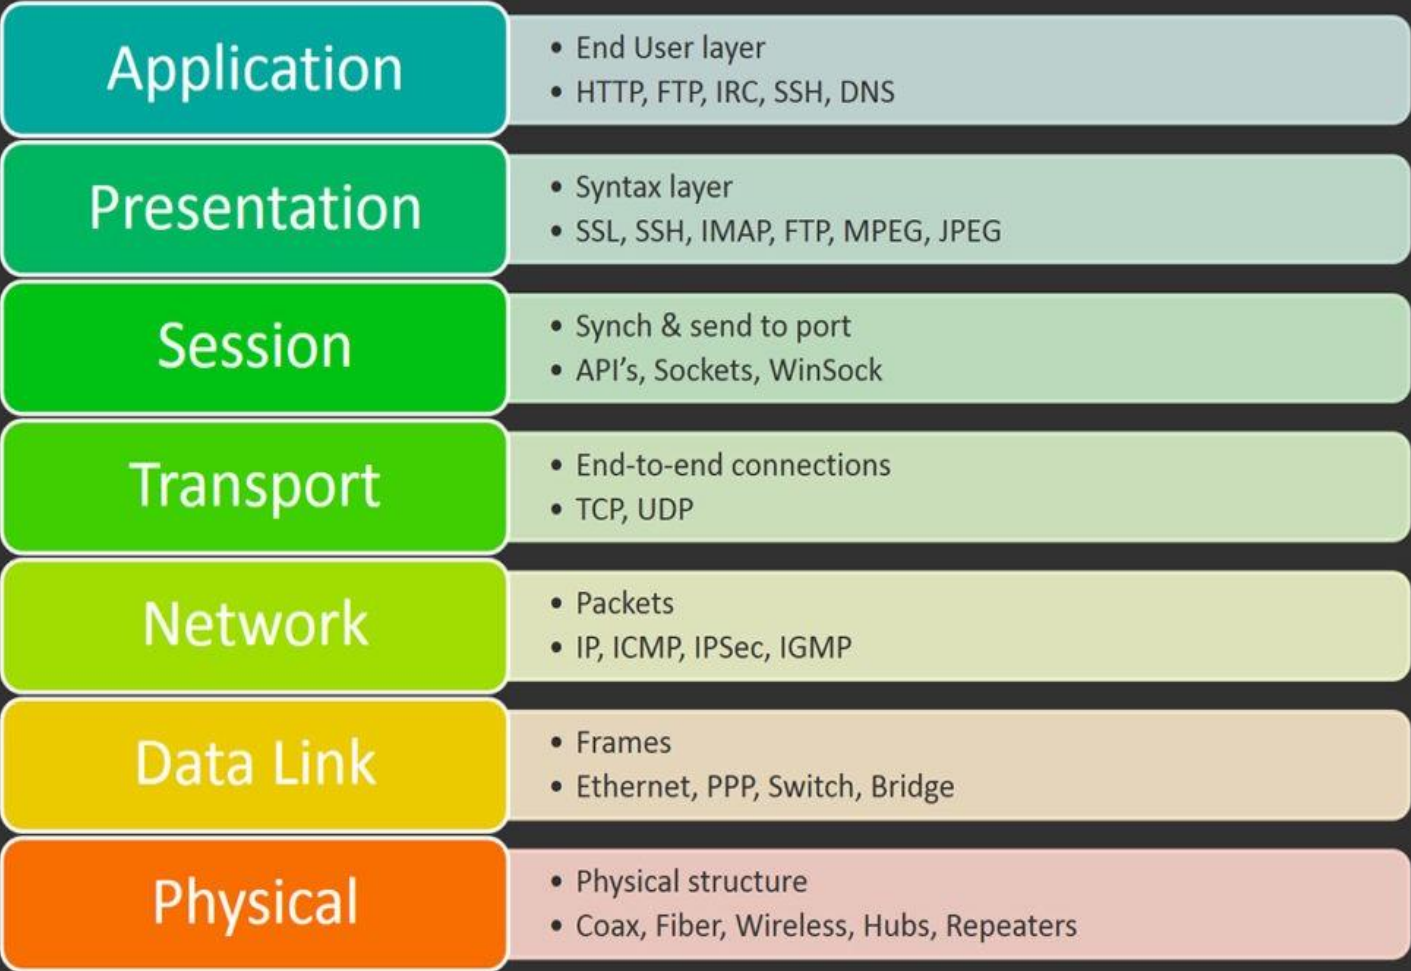 Application
• End User layer
• HTTP, FTP, IRC, SSH, DNS
Presentation
• Syntax layer
• SSL, SSH, IMAP, FTP, MPEG, JPEG
Session
• Synch & send to port
• API’s, Sockets, WinSock
Transport
• End-to-end connections
• TCP, UDP
Network
• Packets
• IP, ICMP, IPSec, IGMP
Data Link
• Frames
• Ethernet, PPP, Switch, Bridge
Physical
• Physical structure
• Coax, Fiber, Wireless, Hubs, Repeaters